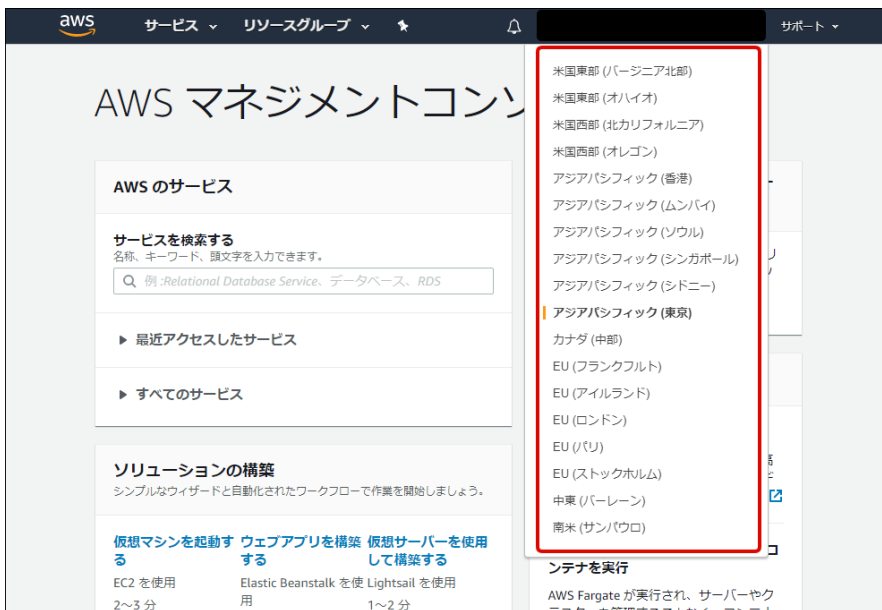 aws
サービス
リソースグループ
サポート
AWS マネジメントコンソ
AWS のサービス
サービスを検索する
名称、キーワード、頭文字を入力できます。
例 :Relational Database Service、データベース、RDS
最近アクセスしたサービス
すべてのサービス
ソリューションの構築
シンプルなウィザードと自動化されたワークフローで作業を開始しましょう。
仮想マシンを起動す
る
EC2 を使用
2～3 分
ウェブアプリを構築
する
Elastic Beanstalk を使
用
仮想サーバーを使用
して構築する
Lightsail を使用
1～2 分
米国東部 (バージニア北部)
米国東部 (オハイオ)
米国西部 (北カリフォルニア)
米国西部 (オレゴン)
アジアパシフィック (香港)
アジアパシフィック (ムンバイ)
アジアパシフィック (ソウル)
アジアパシフィック (シンガポール)
アジアパシフィック (シドニー)
アジアパシフィック (東京)
カナダ (中部)
EU (フランクフルト)
EU (アイルランド)
EU (ロンドン)
EU (パリ)
EU (ストックホルム)
中東 (バーレーン)
南米 (サンパウロ)
ンテナを実行
AWS Fargate が実行され、サーバーやク